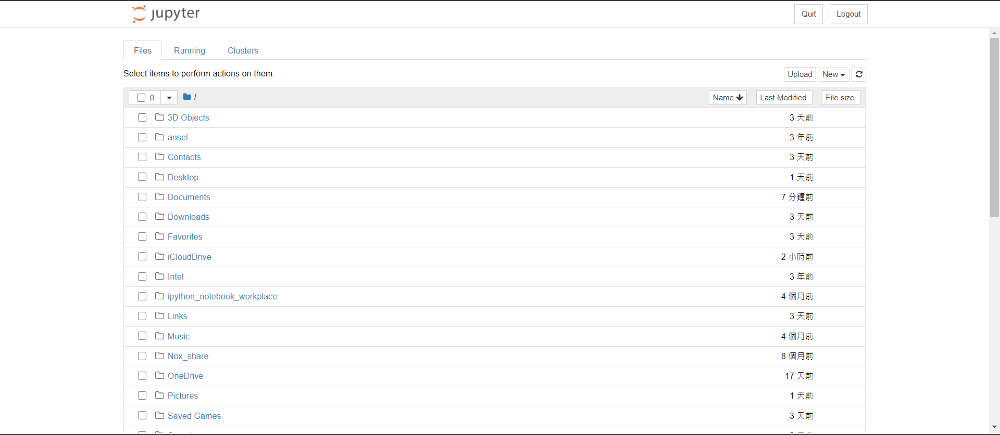 jupyter
Quit
Logout
Files
Running
Clusters
Select items to perform actions on them.
Upload
New
0
/
Name
Last Modified
File size
3D Objects
3 天前
ansel
3 年前
Contacts
3 天前
Desktop
1 天前
Documents
7 分鐘前
Downloads
3 天前
Favorites
3 天前
iCloudDrive
2 小時前
Intel
3 年前
ipython_notebook_workplace
4 個月前
Links
3 天前
Music
4 個月前
Nox_share
8 個月前
OneDrive
17 天前
Pictures
1 天前
Saved Games
3 天前